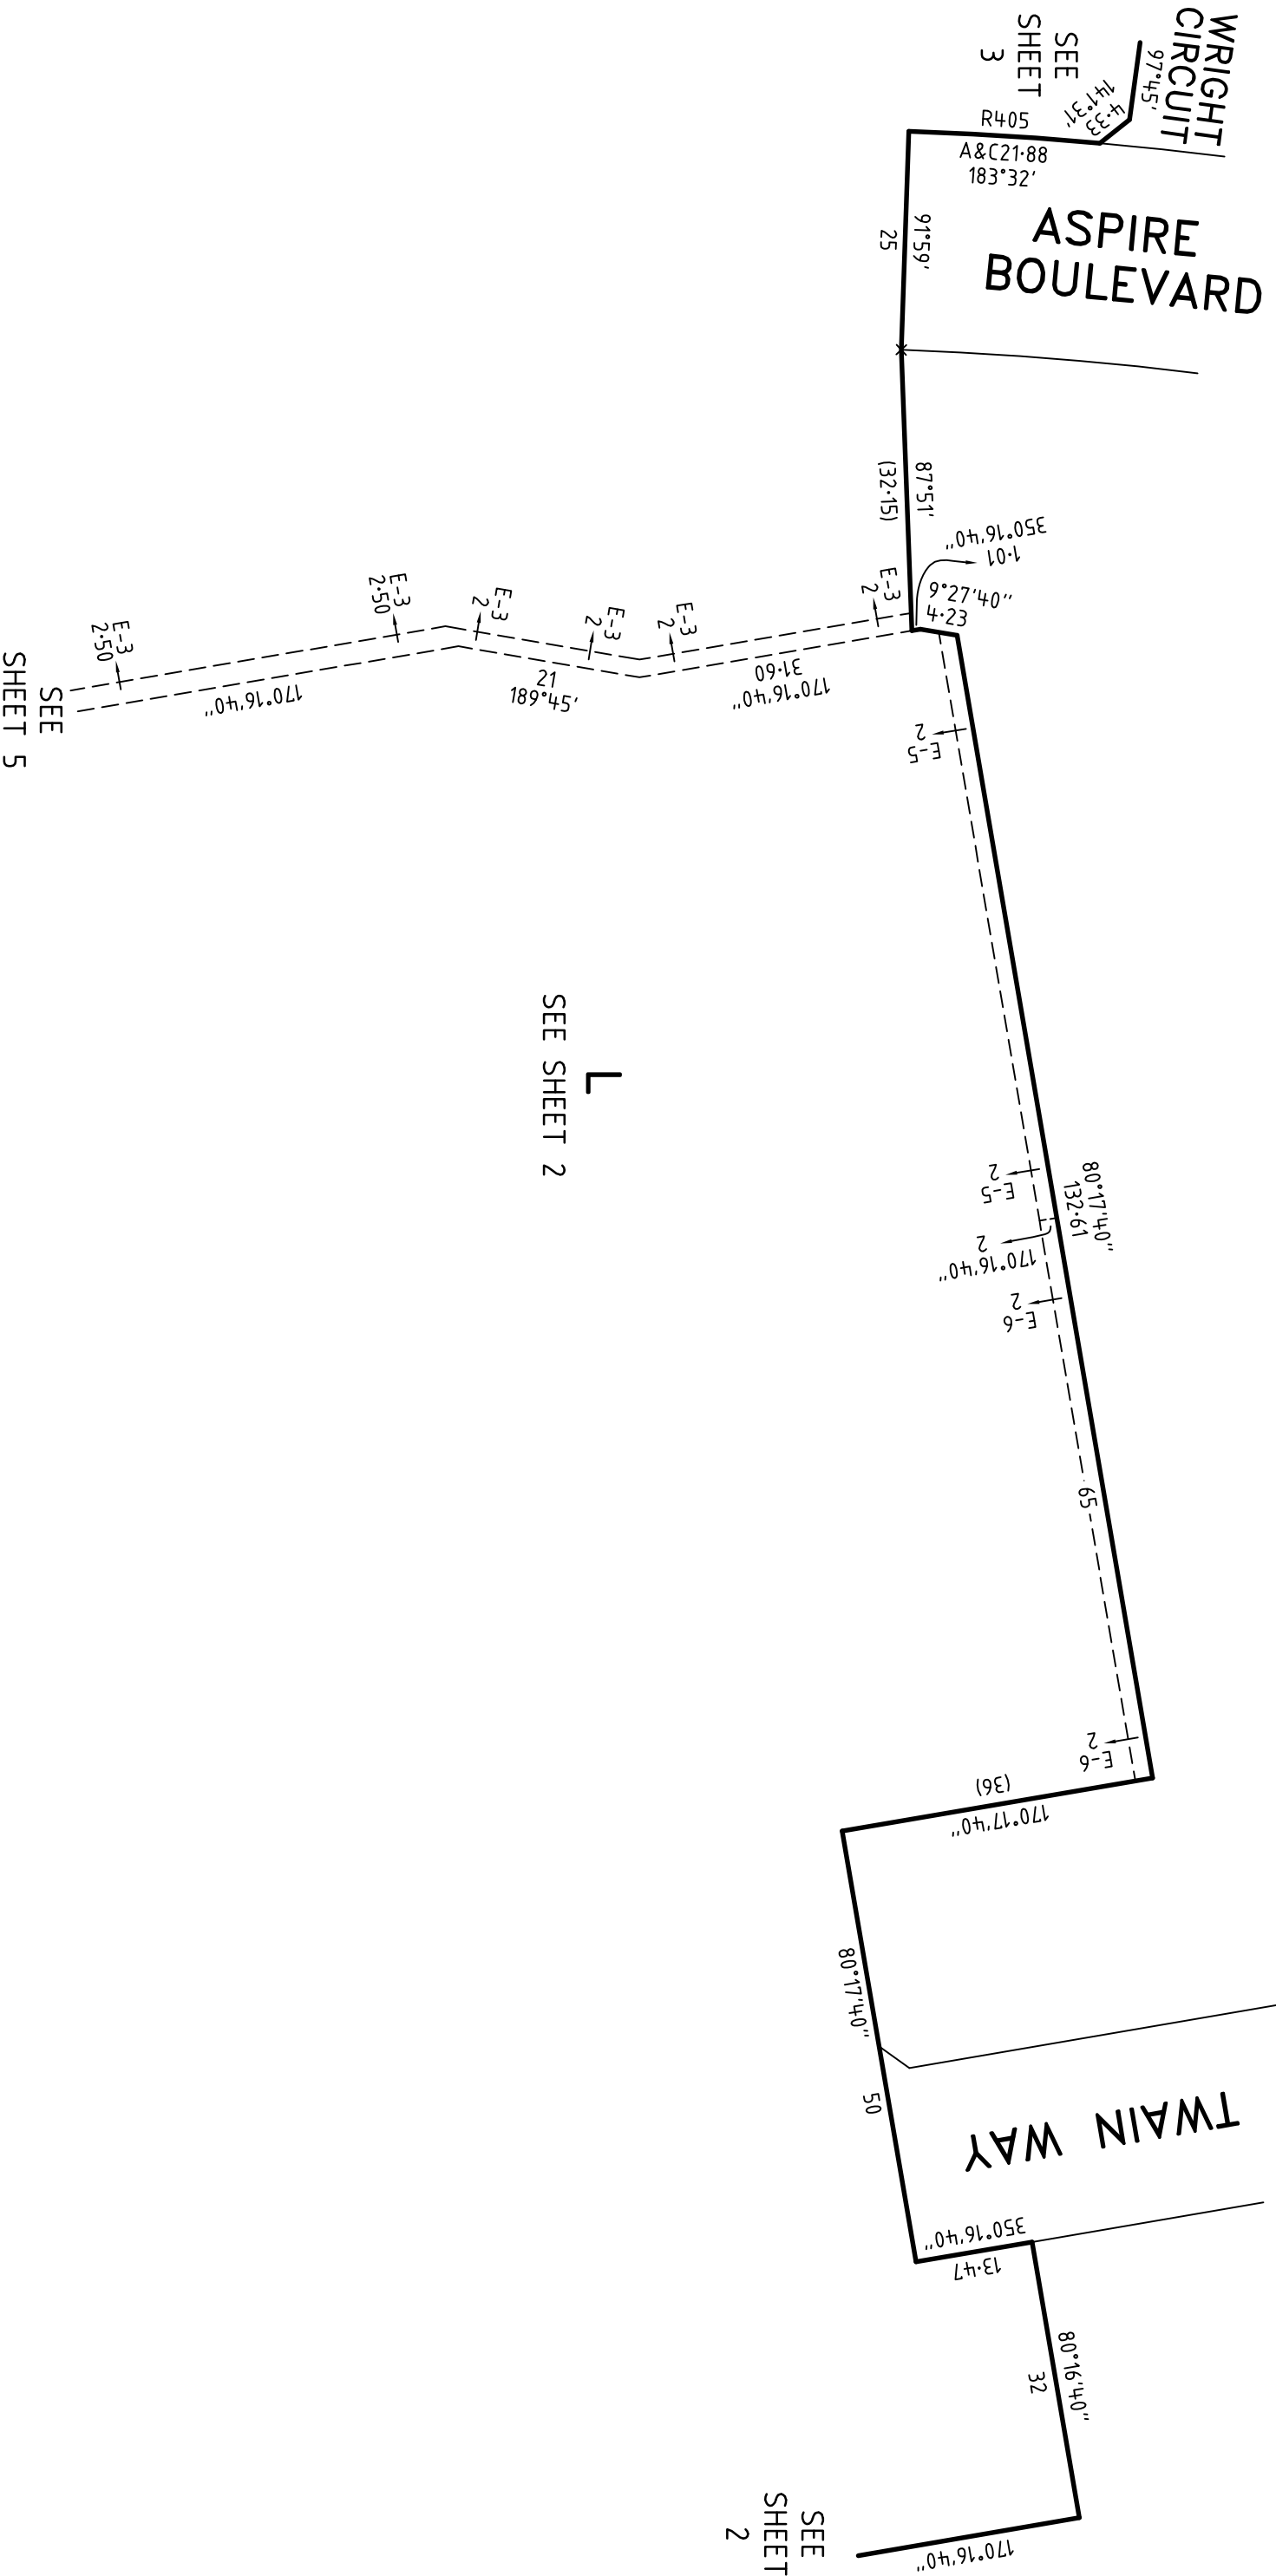 WRIGHT
CIRCUIT
97°45'
4·33
141°31'
SEE
SHEET
3
R405
A&C21·88
183°32'
ASPIRE
BOULEVARD
91°59'
25
87°51'
(32·15)
350°16'40"
1·01
9°27'40"
4·23
E-3
2
E-3
2
E-3
2
E-3
2
E-3
2·50
E-3
2·50
31·60
170°16'40"
21
189°45'
170°16'40"
SEE
SHEET 5
2
E-5
L
SEE SHEET 2
80°17'40"
132·61
2
E-5
2
170°16'40"
2
E-6
65
2
E-6
(36)
170°17'40"
80°17'40"
50
TWAIN WAY
350°16'40"
13·47
80°16'40"
32
170°16'40"
SEE
SHEET
2